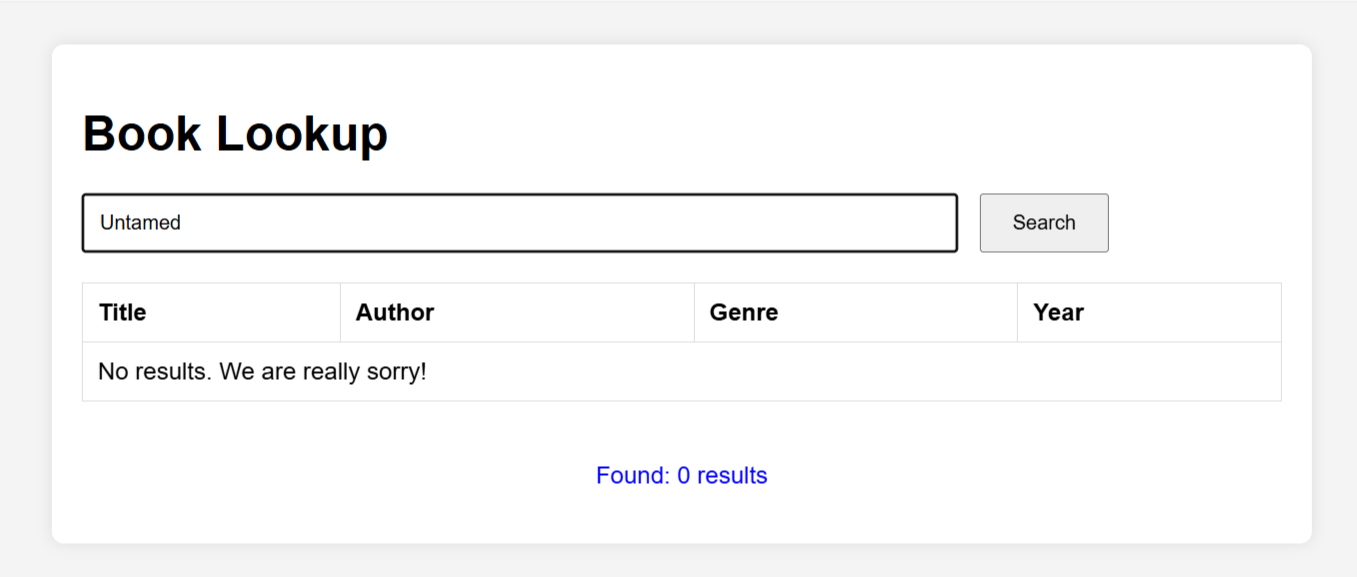 Book Lookup
Untamed
Search
Title Author Genre Year
No results. We are really sorry!
Found: 0 results